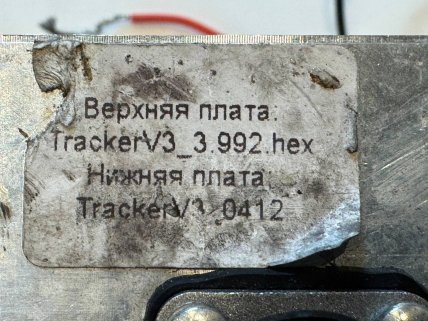 Верхняя плата:
TrackerV3_3.992.hex
Нижняя плата:
TrackerV3_0412